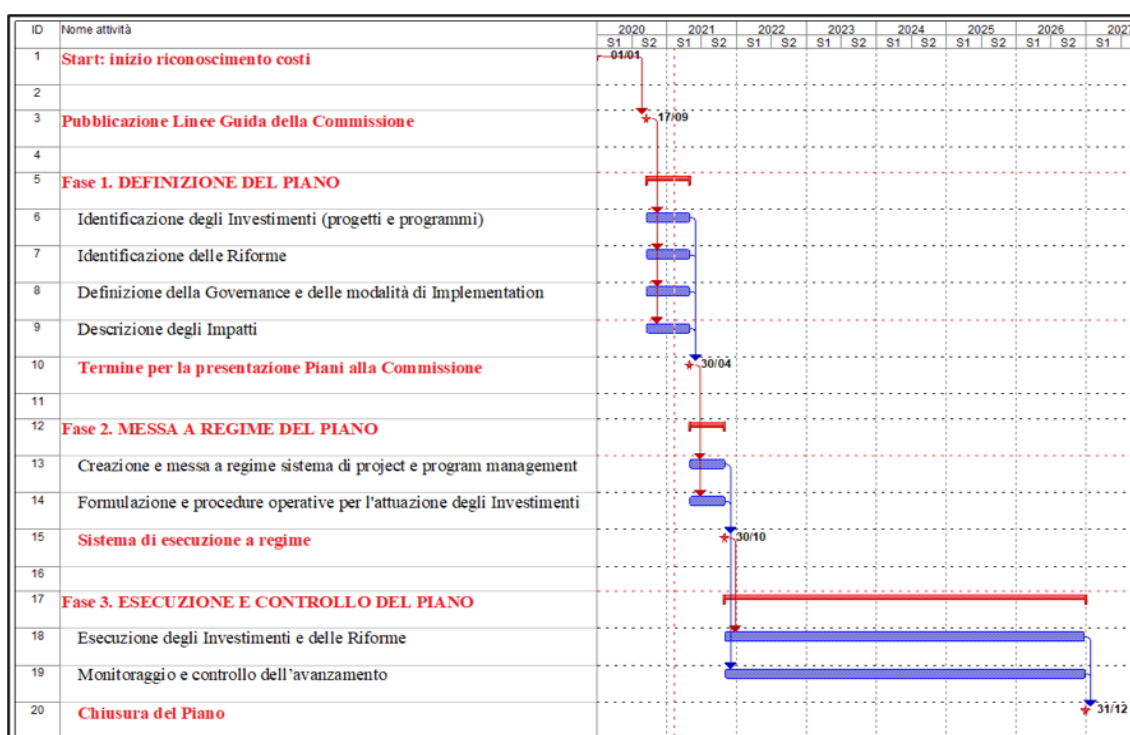 ID Nome attività 2020 2021 2022 2023 2024 2025 2026 2027
S1 S2 S1 S2 S1 S2 S1 S2 S1 S2 S1 S2 S1 S2 S1
1 Start: inizio riconoscimento costi 01/01
2
3 Pubblicazione Linee Guida della Commissione 17/09
4
5 Fase 1. DEFINIZIONE DEL PIANO
6 Identificazione degli Investimenti (progetti e programmi)
7 Identificazione delle Riforme
8 Definizione della Governance e delle modalità di Implementation
9 Descrizione degli Impatti
10 Termine per la presentazione Piani alla Commissione 30/04
11
12 Fase 2. MESSA A REGIME DEL PIANO
13 Creazione e messa a regime sistema di project e program management
14 Formulazione e procedure operative per l'attuazione degli Investimenti
15 Sistema di esecuzione a regime 30/10
16
17 Fase 3. ESECUZIONE E CONTROLLO DEL PIANO
18 Esecuzione degli Investimenti e delle Riforme
19 Monitoraggio e controllo dell’avanzamento
20 Chiusura del Piano 31/12